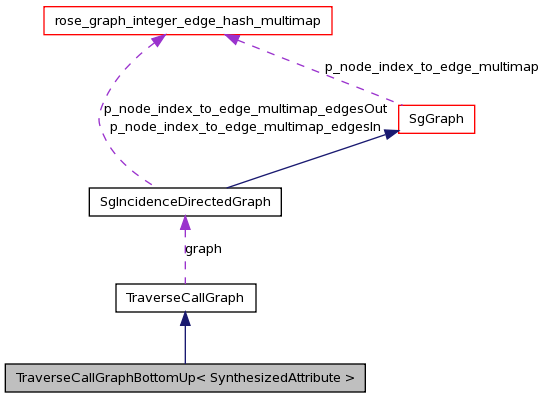 rose_graph_integer_edge_hash_multimap
p_node_index_to_edge_multimap
p_node_index_to_edge_multimap_edgesOut
p_node_index_to_edge_multimap_edgesIn
SgGraph
SgIncidenceDirectedGraph
graph
TraverseCallGraph
TraverseCallGraphBottomUp< SynthesizedAttribute >